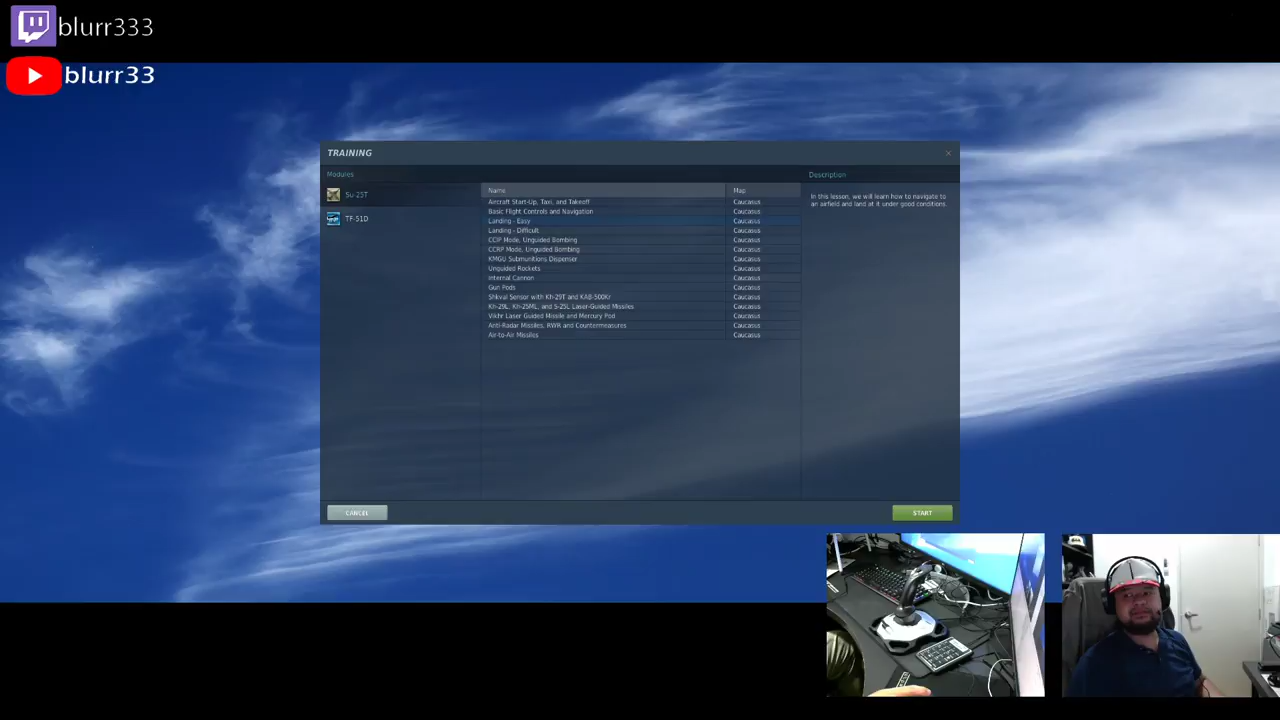 blurr333
blurr33
TRAINING
Modules
Su-25T
TF-51D
Name Map
Aircraft Start-Up, Taxi, and Takeoff Caucasus
Basic Flight Controls and Navigation Caucasus
Landing - Easy Caucasus
Landing - Difficult Caucasus
CCIP Mode, Unguided Bombing Caucasus
CCRP Mode, Unguided Bombing Caucasus
KMGU Submunitions Dispenser Caucasus
Unguided Rockets Caucasus
Internal Cannon Caucasus
Gun Pods Caucasus
Shkval Sensor with Kh-29T and KAB-500Kr Caucasus
Kh-29L, Kh-25ML, and S-25L Laser-Guided Missiles Caucasus
Vikhr Laser Guided Missile and Mercury Pod Caucasus
Anti-Radar Missiles, RWR and Countermeasures Caucasus
Air-to-Air Missiles Caucasus
Description
In this lesson, we will learn how to navigate to
an airfield and land at it under good conditions.
CANCEL
START